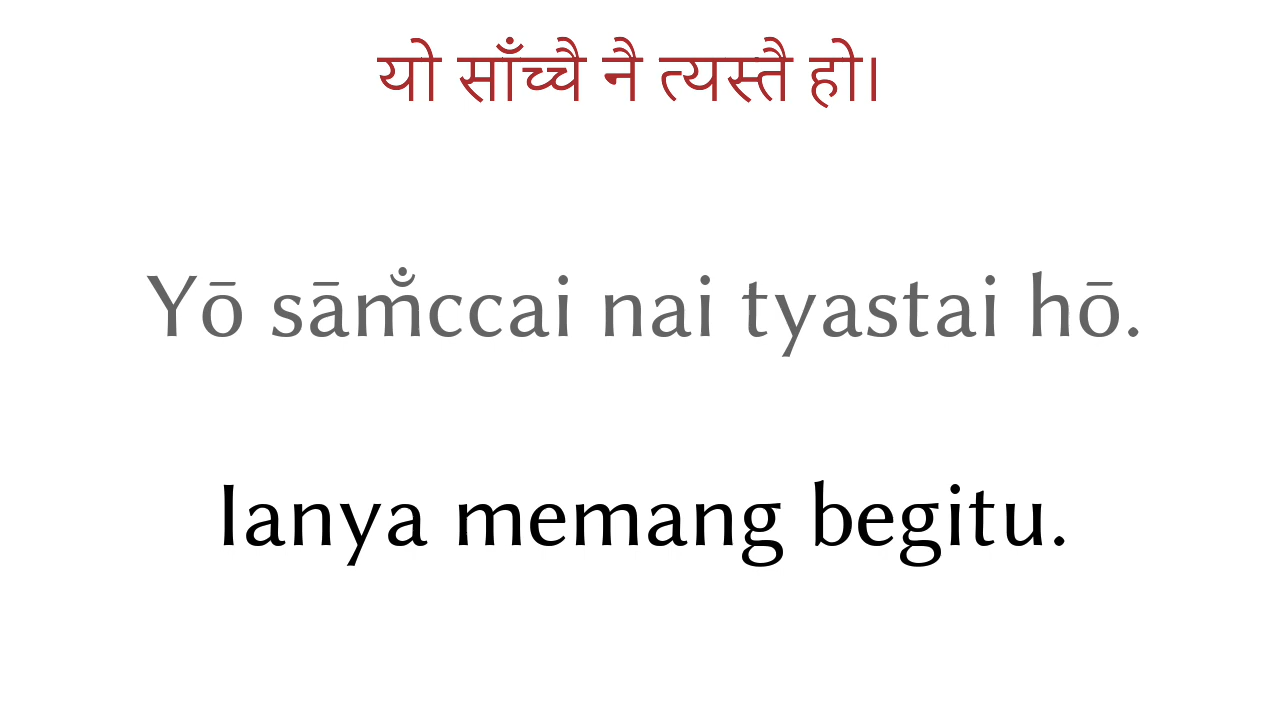 यो साँच्चै नै त्यस्तै हो।
Yō sām̐ccai nai tyastai hō.
Ianya memang begitu.